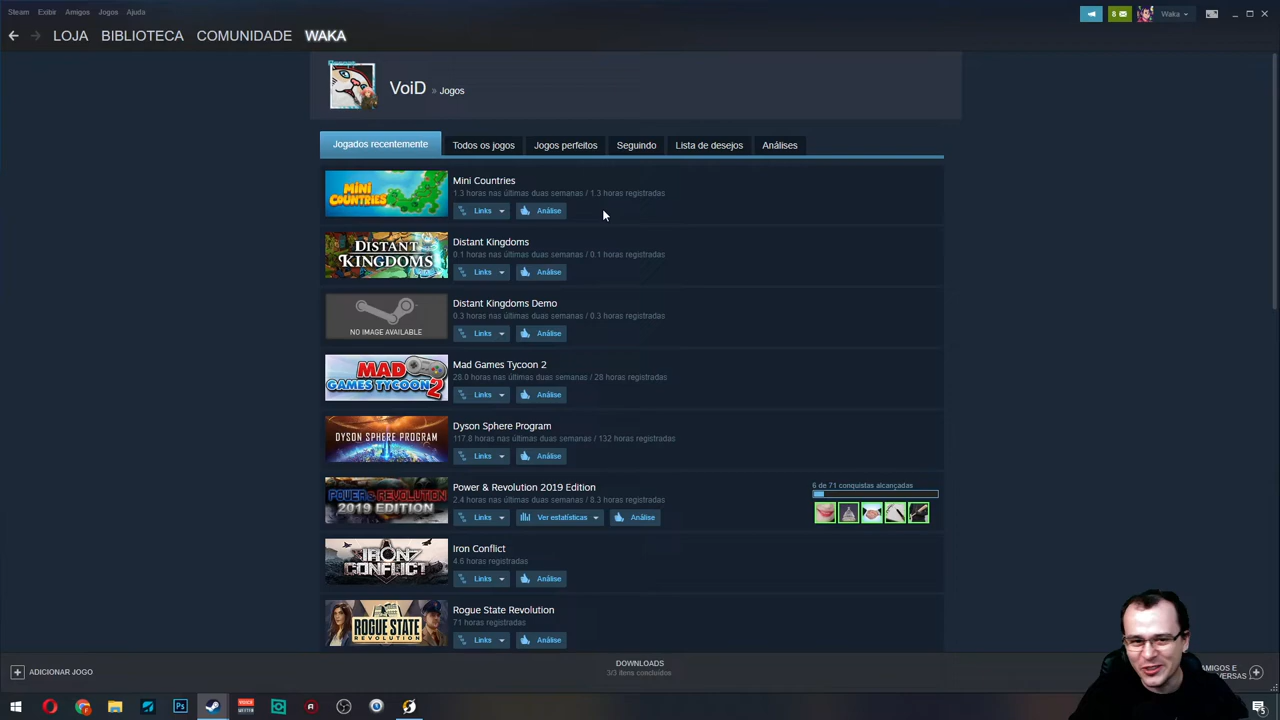 Steam Exibir Amigos Jogos Ajuda
8
Waka
LOJA BIBLIOTECA COMUNIDADE WAKA
VoiD » Jogos
Jogados recentemente Todos os jogos Jogos perfeitos Seguindo Lista de desejos Análises
MINI COUNTRIES
Mini Countries
1.3 horas nas últimas duas semanas / 1.3 horas registradas
Links Análise
DISTANT KINGDOMS
Distant Kingdoms
0.1 horas nas últimas duas semanas / 0.1 horas registradas
Links Análise
NO IMAGE AVAILABLE
Distant Kingdoms Demo
0.3 horas nas últimas duas semanas / 0.3 horas registradas
Links Análise
MAD GAMES TYCOON 2
Mad Games Tycoon 2
28.0 horas nas últimas duas semanas / 28 horas registradas
Links Análise
DYSON SPHERE PROGRAM
Dyson Sphere Program
117.8 horas nas últimas duas semanas / 132 horas registradas
Links Análise
POWER & REVOLUTION 2019 EDITION
Power & Revolution 2019 Edition
2.4 horas nas últimas duas semanas / 8.3 horas registradas
Links Ver estatísticas Análise
6 de 71 conquistas alcançadas
IRON CONFLICT
Iron Conflict
4.6 horas registradas
Links Análise
ROGUE STATE REVOLUTION
Rogue State Revolution
71 horas registradas
Links Análise
ADICIONAR JOGO
DOWNLOADS
3/3 itens concluídos
AMIGOS E
VERSAS
Ps
5